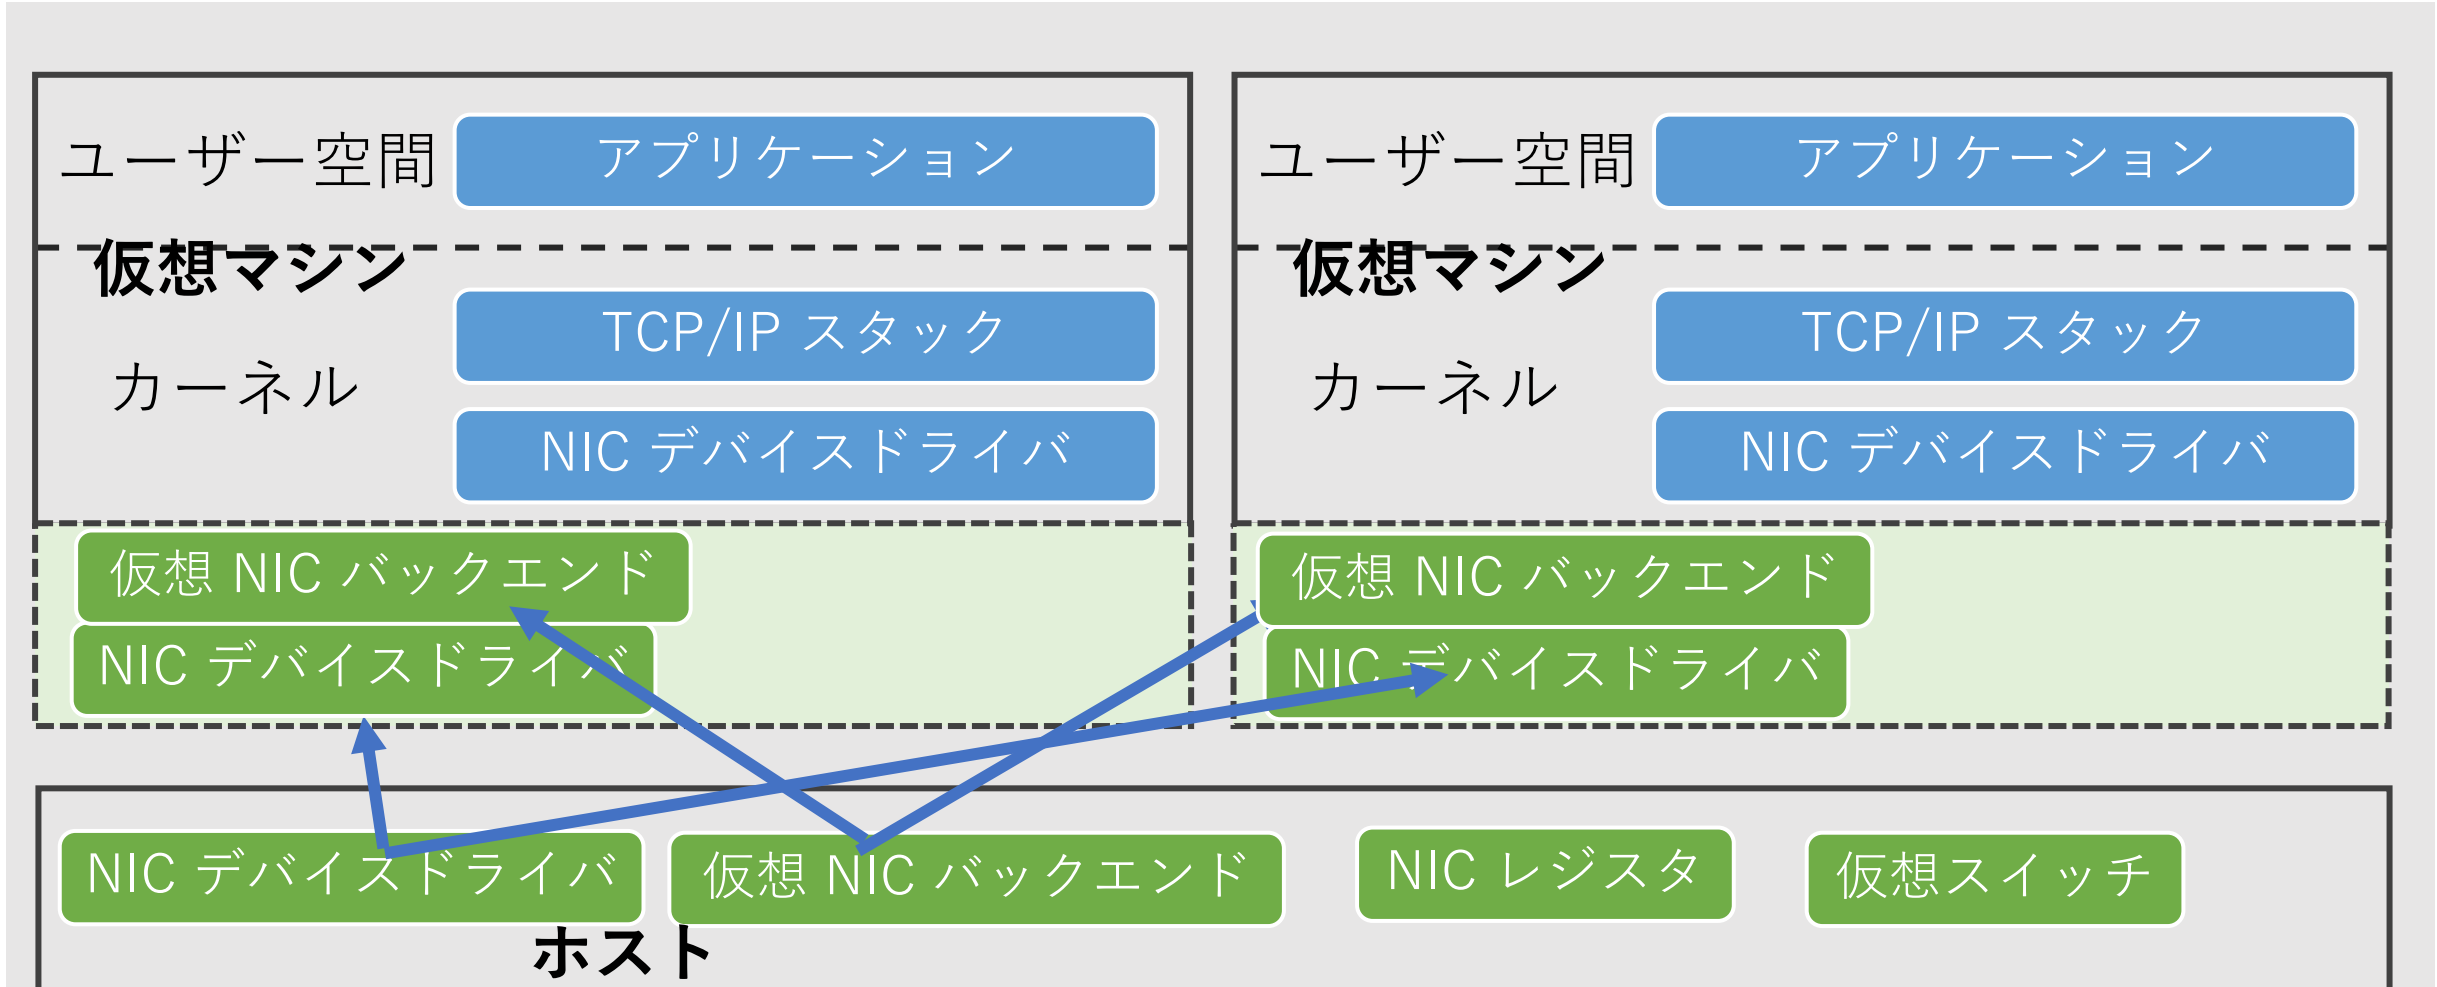 ユーザー空間
アプリケーション
仮想マシン
TCP/IP スタック
カーネル
NIC デバイスドライバ
仮想 NIC バックエンド
NIC デバイスドライバ
ユーザー空間
アプリケーション
仮想マシン
TCP/IP スタック
カーネル
NIC デバイスドライバ
仮想 NIC バックエンド
NIC デバイスドライバ
NIC デバイスドライバ
仮想 NIC バックエンド
NIC レジスタ
仮想スイッチ
ホスト